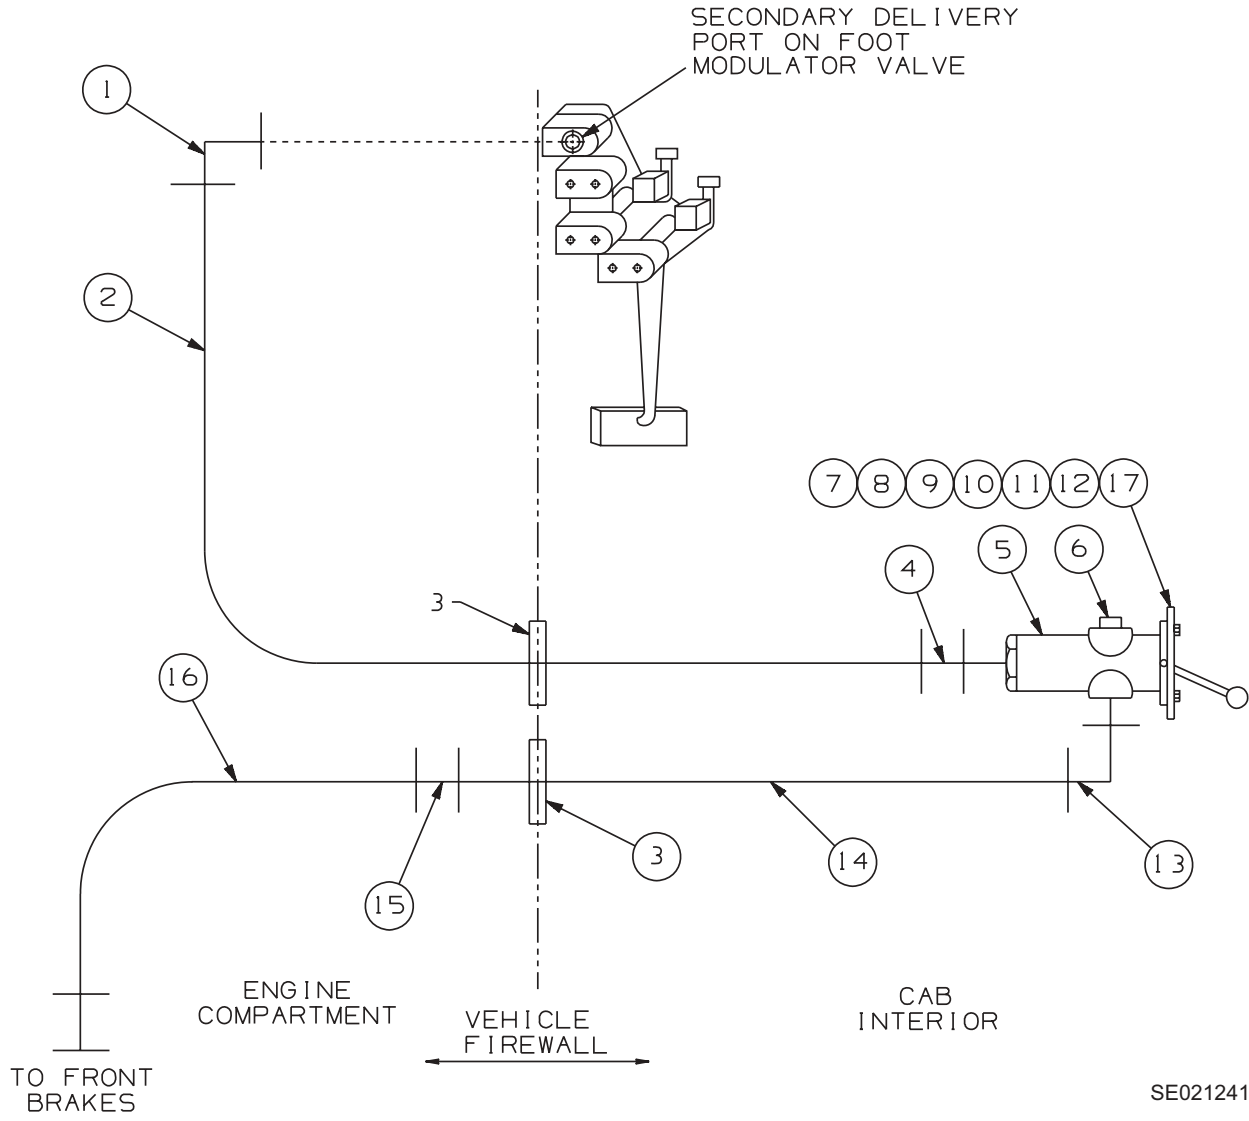 SECONDARY DELIVERY
PORT ON FOOT
MODULATOR VALVE
1
2
7 8 9 10 11 12 17
4 5 6
3
16
3
14
13
15
ENGINE
COMPARTMENT
VEHICLE
FIREWALL
CAB
INTERIOR
TO FRONT
BRAKES
SE021241